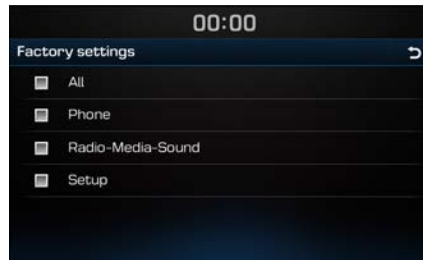 00:00
Factory settings
All
Phone
Radio-Media-Sound
Setup